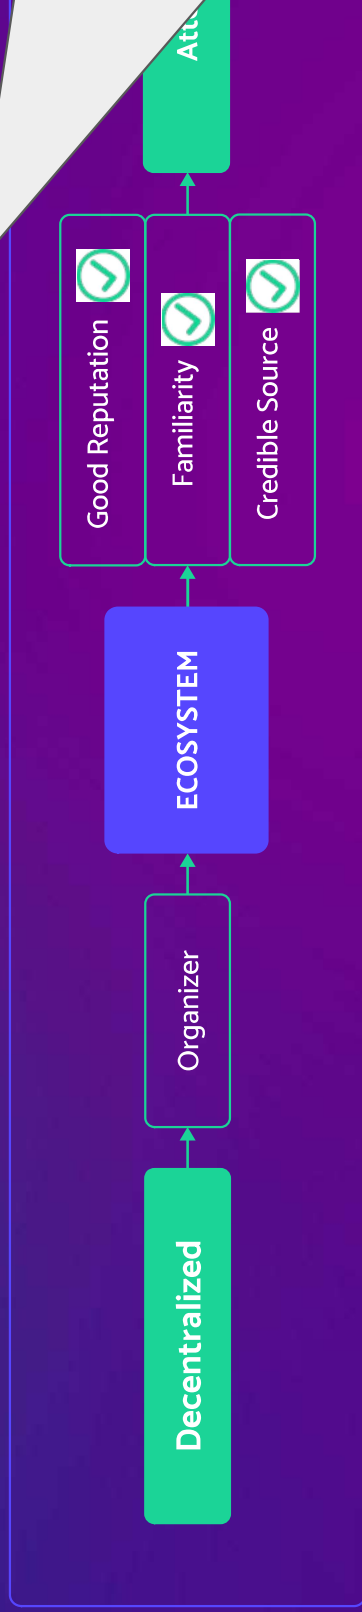 Decentralized
Organizer
ECOSYSTEM
Good Reputation
Familiarity
Credible Source